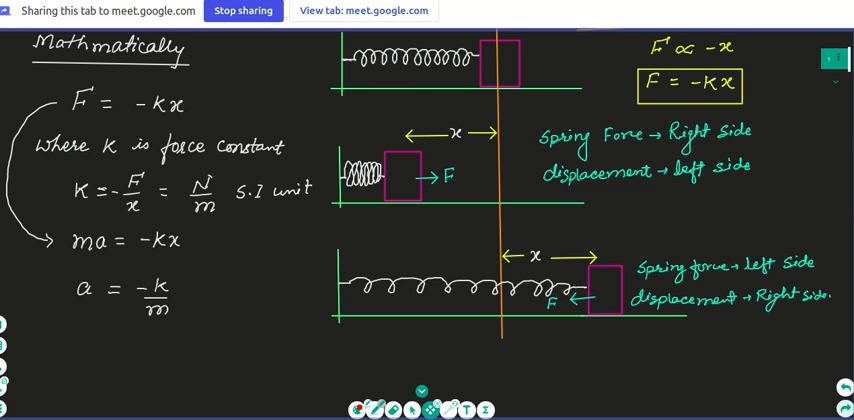 Sharing this tab to meet.google.com
Stop sharing
View tab: meet.google.com
Mathmatically
F = -kx
where K is force constant
K = -F/x = N/m S.I unit
ma = -kx
a = -k/m
x
F
x
F
F ∝ -x
F = -kx
Spring Force → Right side
displacement → left side
Spring force → Left Side
displacement → Right side.
1
T
Σ